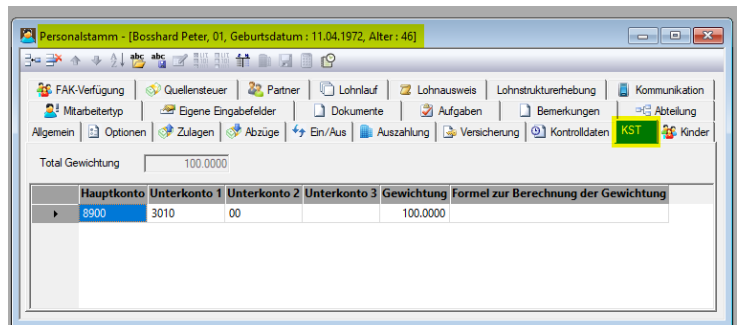 Personalstamm - [Bosshard Peter, 01, Geburtsdatum : 11.04.1972, Alter : 46]
FAK-Verfügung Quellensteuer Partner Lohnlauf Lohnausweis Lohnstrukturerhebung Kommunikation
Mitarbeitertyp Eigene Eingabefelder Dokumente Aufgaben Bemerkungen Abteilung
Allgemein Optionen Zulagen Abzüge Ein/Aus Auszahlung Versicherung Kontrolldaten KST Kinder
Total Gewichtung 100.0000
Hauptkonto Unterkonto 1 Unterkonto 2 Unterkonto 3 Gewichtung Formel zur Berechnung der Gewichtung
8900 3010 00 100.0000